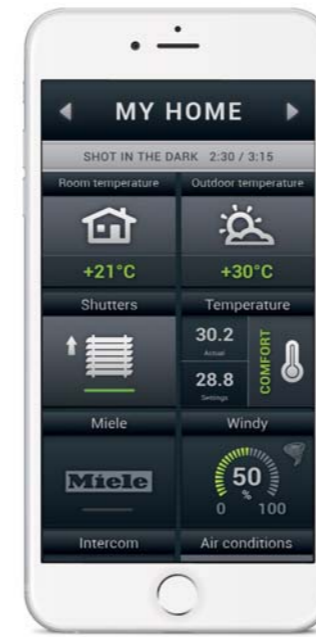 MY HOME
SHOT IN THE DARK 2:30 / 3:15
Room temperature
Outdoor temperature
+21°C
+30°C
Shutters
Temperature
30.2
Actual
28.8
Settings
COMFORT
Miele
Windy
Miele
50
%
0 100
Intercom
Air conditions